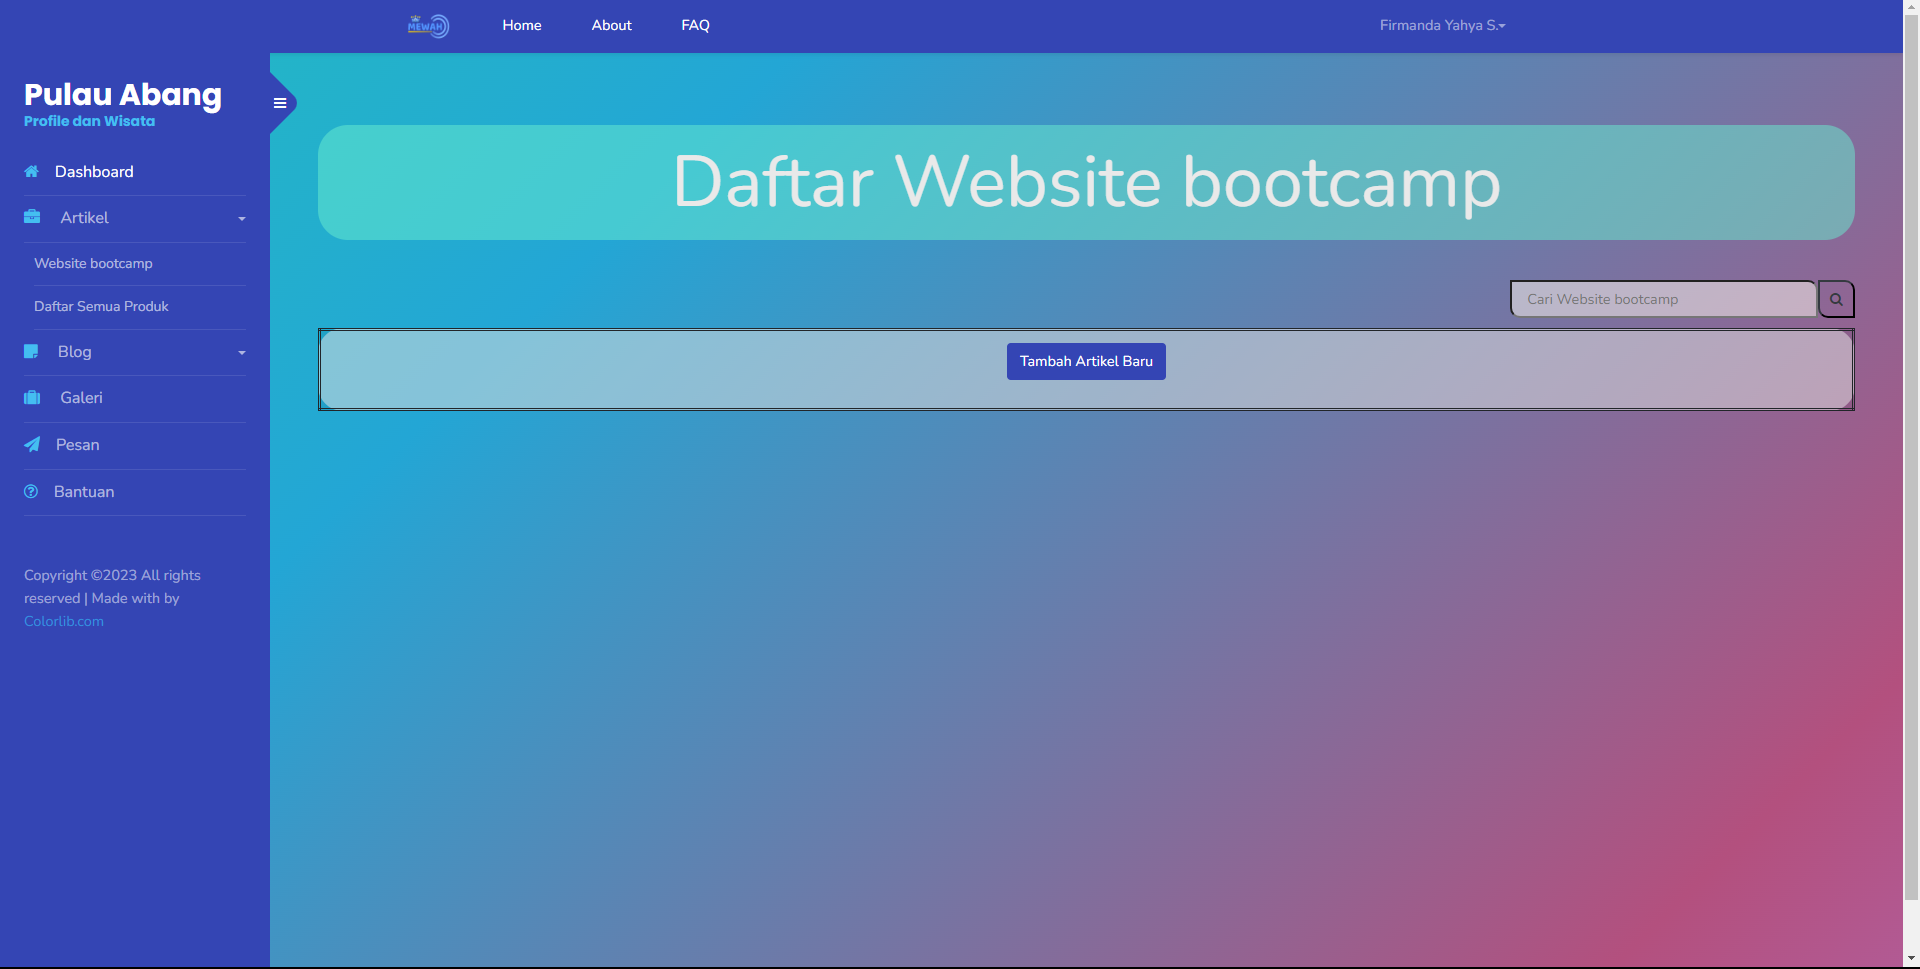 MEWAH
Home
About
FAQ
Firmanda Yahya S.
Pulau Abang
Profile dan Wisata
Dashboard
Artikel
Website bootcamp
Daftar Semua Produk
Blog
Galeri
Pesan
Bantuan
Copyright ©2023 All rights
reserved | Made with by
Colorlib.com
Daftar Website bootcamp
Cari Website bootcamp
Tambah Artikel Baru